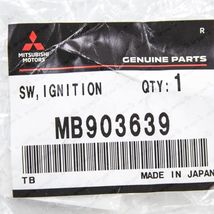 R
MITSUBISHI
MOTORS
GENUINE PARTS
SW, IGNITION QTY: 1
MB903639
TB MADE IN JAPAN